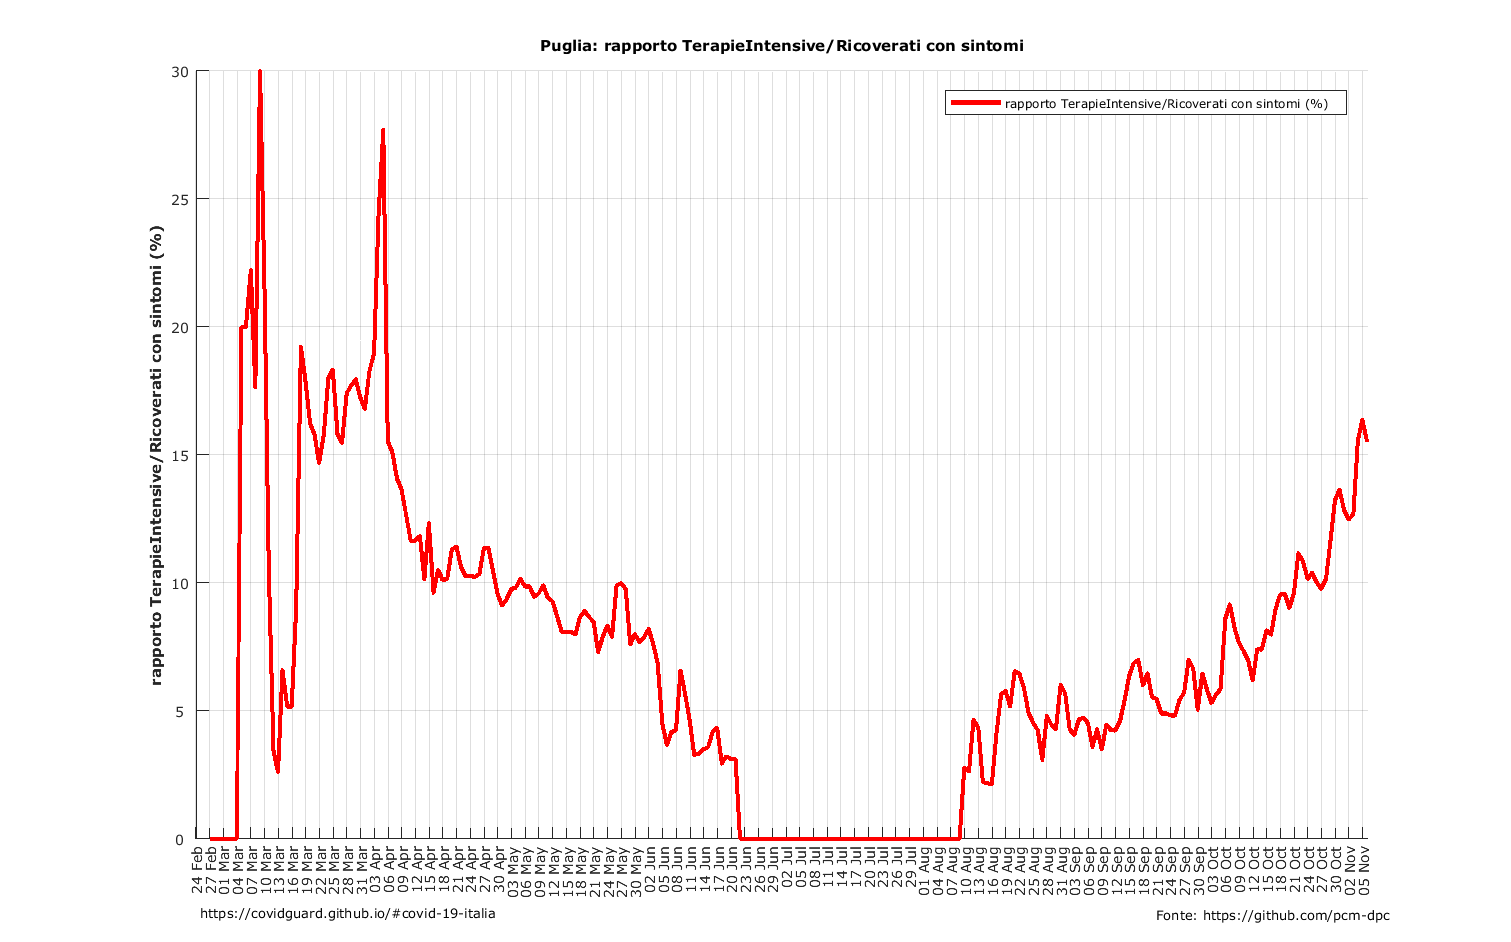 Puglia: rapporto TerapieIntensive/Ricoverati con sintomi
rapporto TerapieIntensive/Ricoverati con sintomi (%)
rapporto TerapieIntensive/Ricoverati con sintomi (%)
30
25
20
15
10
5
0
24 Feb
27 Feb
01 Mar
04 Mar
07 Mar
10 Mar
13 Mar
16 Mar
19 Mar
22 Mar
25 Mar
28 Mar
31 Mar
03 Apr
06 Apr
09 Apr
12 Apr
15 Apr
18 Apr
21 Apr
24 Apr
27 Apr
30 Apr
03 May
06 May
09 May
12 May
15 May
18 May
21 May
24 May
27 May
30 May
02 Jun
05 Jun
08 Jun
11 Jun
14 Jun
17 Jun
20 Jun
23 Jun
26 Jun
29 Jun
02 Jul
05 Jul
08 Jul
11 Jul
14 Jul
17 Jul
20 Jul
23 Jul
26 Jul
29 Jul
01 Aug
04 Aug
07 Aug
10 Aug
13 Aug
16 Aug
19 Aug
22 Aug
25 Aug
28 Aug
31 Aug
03 Sep
06 Sep
09 Sep
12 Sep
15 Sep
18 Sep
21 Sep
24 Sep
27 Sep
30 Sep
03 Oct
06 Oct
09 Oct
12 Oct
15 Oct
18 Oct
21 Oct
24 Oct
27 Oct
30 Oct
02 Nov
05 Nov
https://covidguard.github.io/#covid-19-italia
Fonte: https://github.com/pcm-dpc